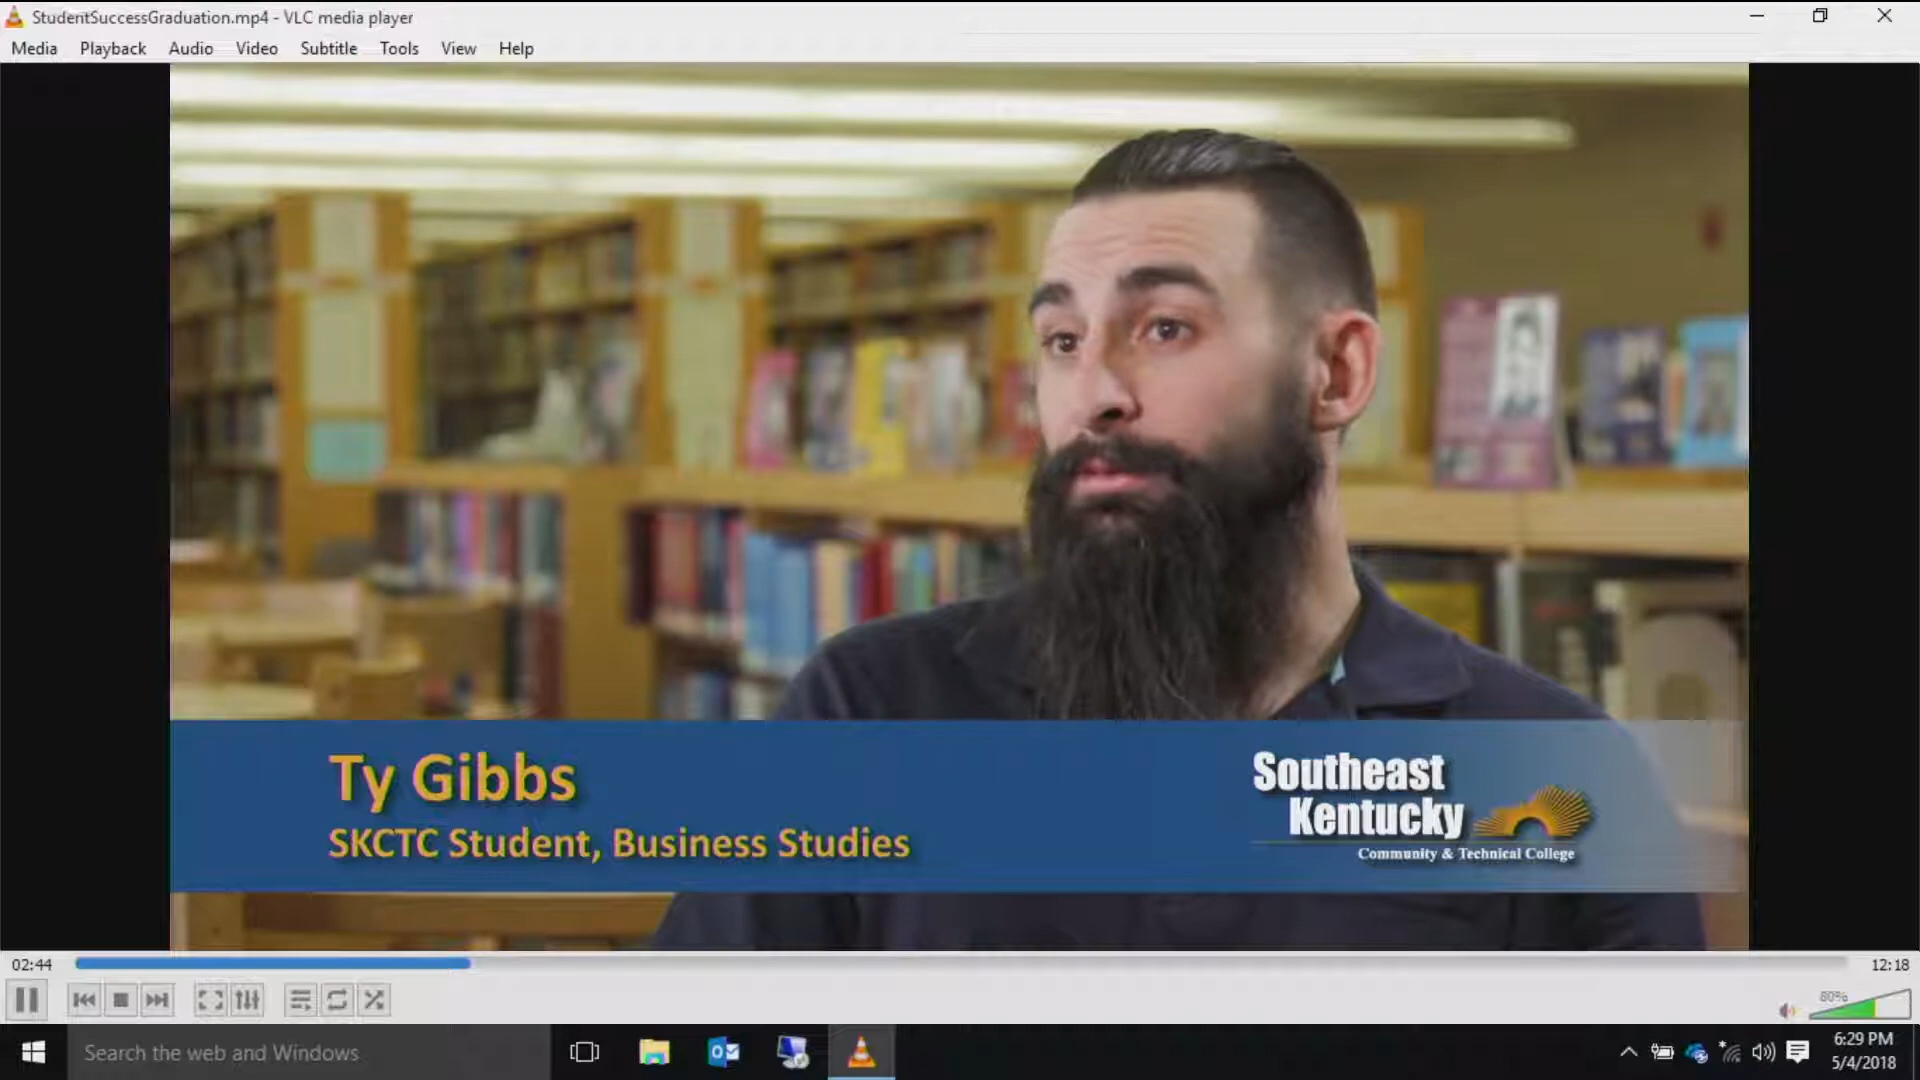 StudentSuccessGraduation.mp4 - VLC media player
Media Playback Audio Video Subtitle Tools View Help
Ty Gibbs
SKCTC Student, Business Studies
Southeast
Kentucky
Community & Technical College
02:44
12:18
80%
Search the web and Windows
6:29 PM
5/4/2018